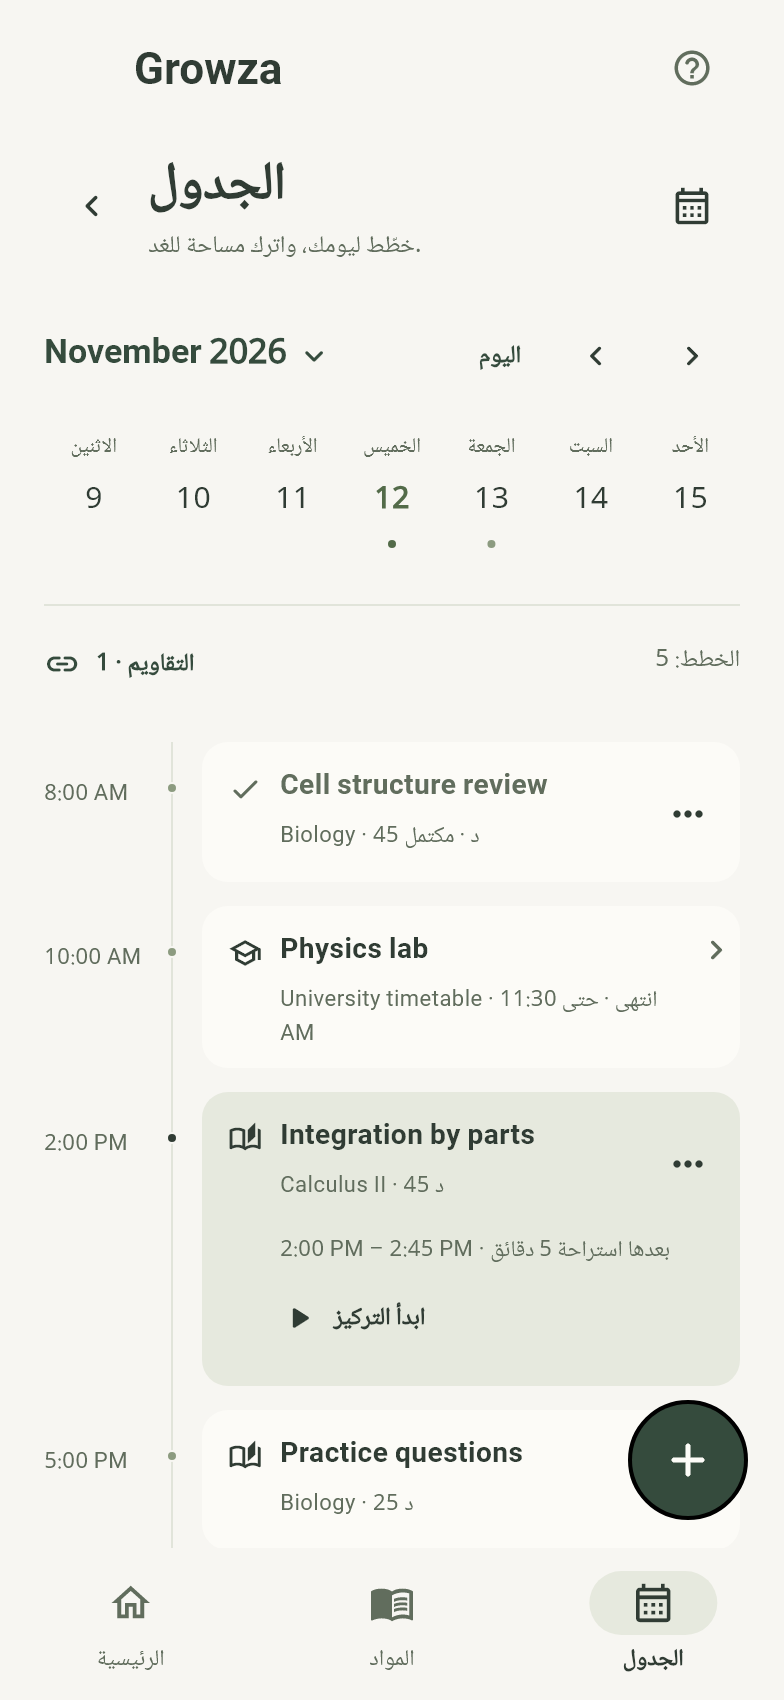 Growza
الجدول
خطّط ليومك، واترك مساحة للغد.
November 2026
اليوم
الاثنين الثلاثاء الأربعاء الخميس الجمعة السبت الأحد
9 10 11 12 13 14 15
التقاويم · 1
الخطط: 5
8:00 AM
Cell structure review
Biology · 45 د · مكتمل
10:00 AM
Physics lab
University timetable · انتهى · حتى 11:30
AM
2:00 PM
Integration by parts
Calculus II · 45 د
2:00 PM – 2:45 PM · بعدها استراحة 5 دقائق
ابدأ التركيز
5:00 PM
Practice questions
Biology · 25 د
الرئيسية
المواد
الجدول